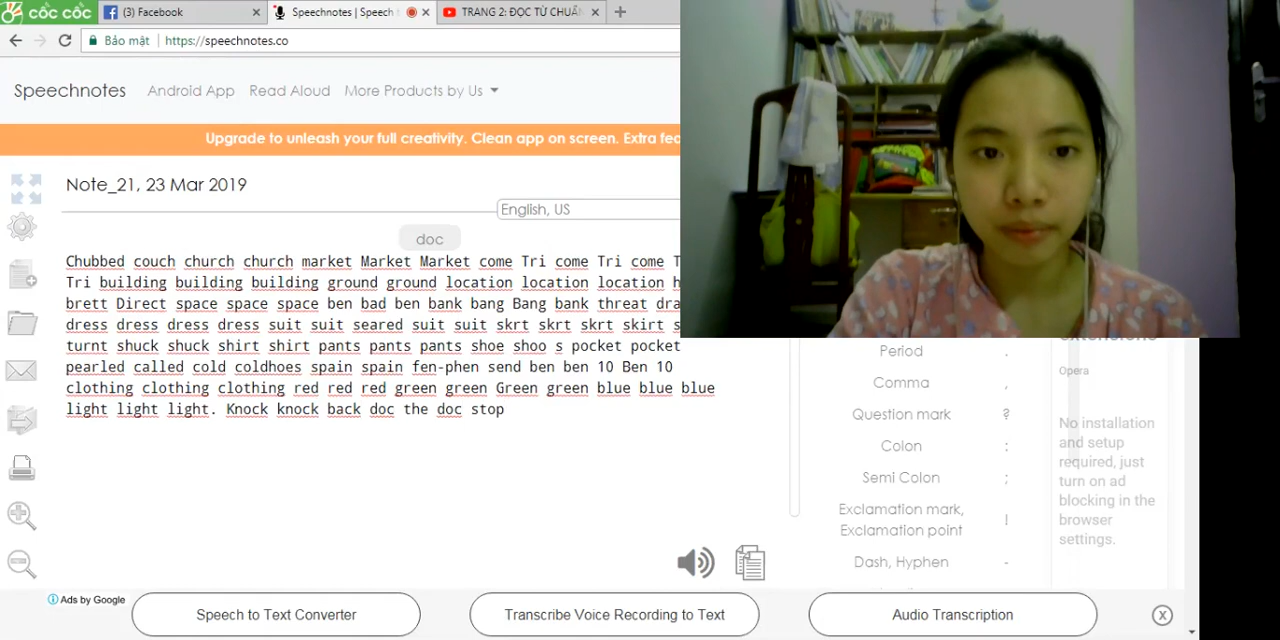 cốc cốc
(3) Facebook
Speechnotes | Speech t
TRANG 2: ĐỌC TỪ CHUẨN
Bảo mật | https://speechnotes.co
Speechnotes Android App Read Aloud More Products by Us
Upgrade to unleash your full creativity. Clean app on screen. Extra fea
Note_21, 23 Mar 2019
English, US
doc
Chubbed couch church church market Market Market come Tri come Tri come T
Tri building building building ground ground location location location h
brett Direct space space space ben bad ben bank bang Bang bank threat dra
dress dress dress dress suit suit seared suit suit skrt skrt skrt skirt s
turnt shuck shuck shirt shirt pants pants pants shoe shoo s pocket pocket
pearled called cold coldhoes spain spain fen-phen send ben ben 10 Ben 10
clothing clothing clothing red red red green green Green green blue blue blue
light light light. Knock knock back doc the doc stop
Period .
Comma ,
Question mark ?
Colon :
Semi Colon ;
Exclamation mark,
Exclamation point !
Dash, Hyphen -
extensions
Opera
No installation
and setup
required, just
turn on ad
blocking in the
browser
settings.
Ads by Google
Speech to Text Converter
Transcribe Voice Recording to Text
Audio Transcription